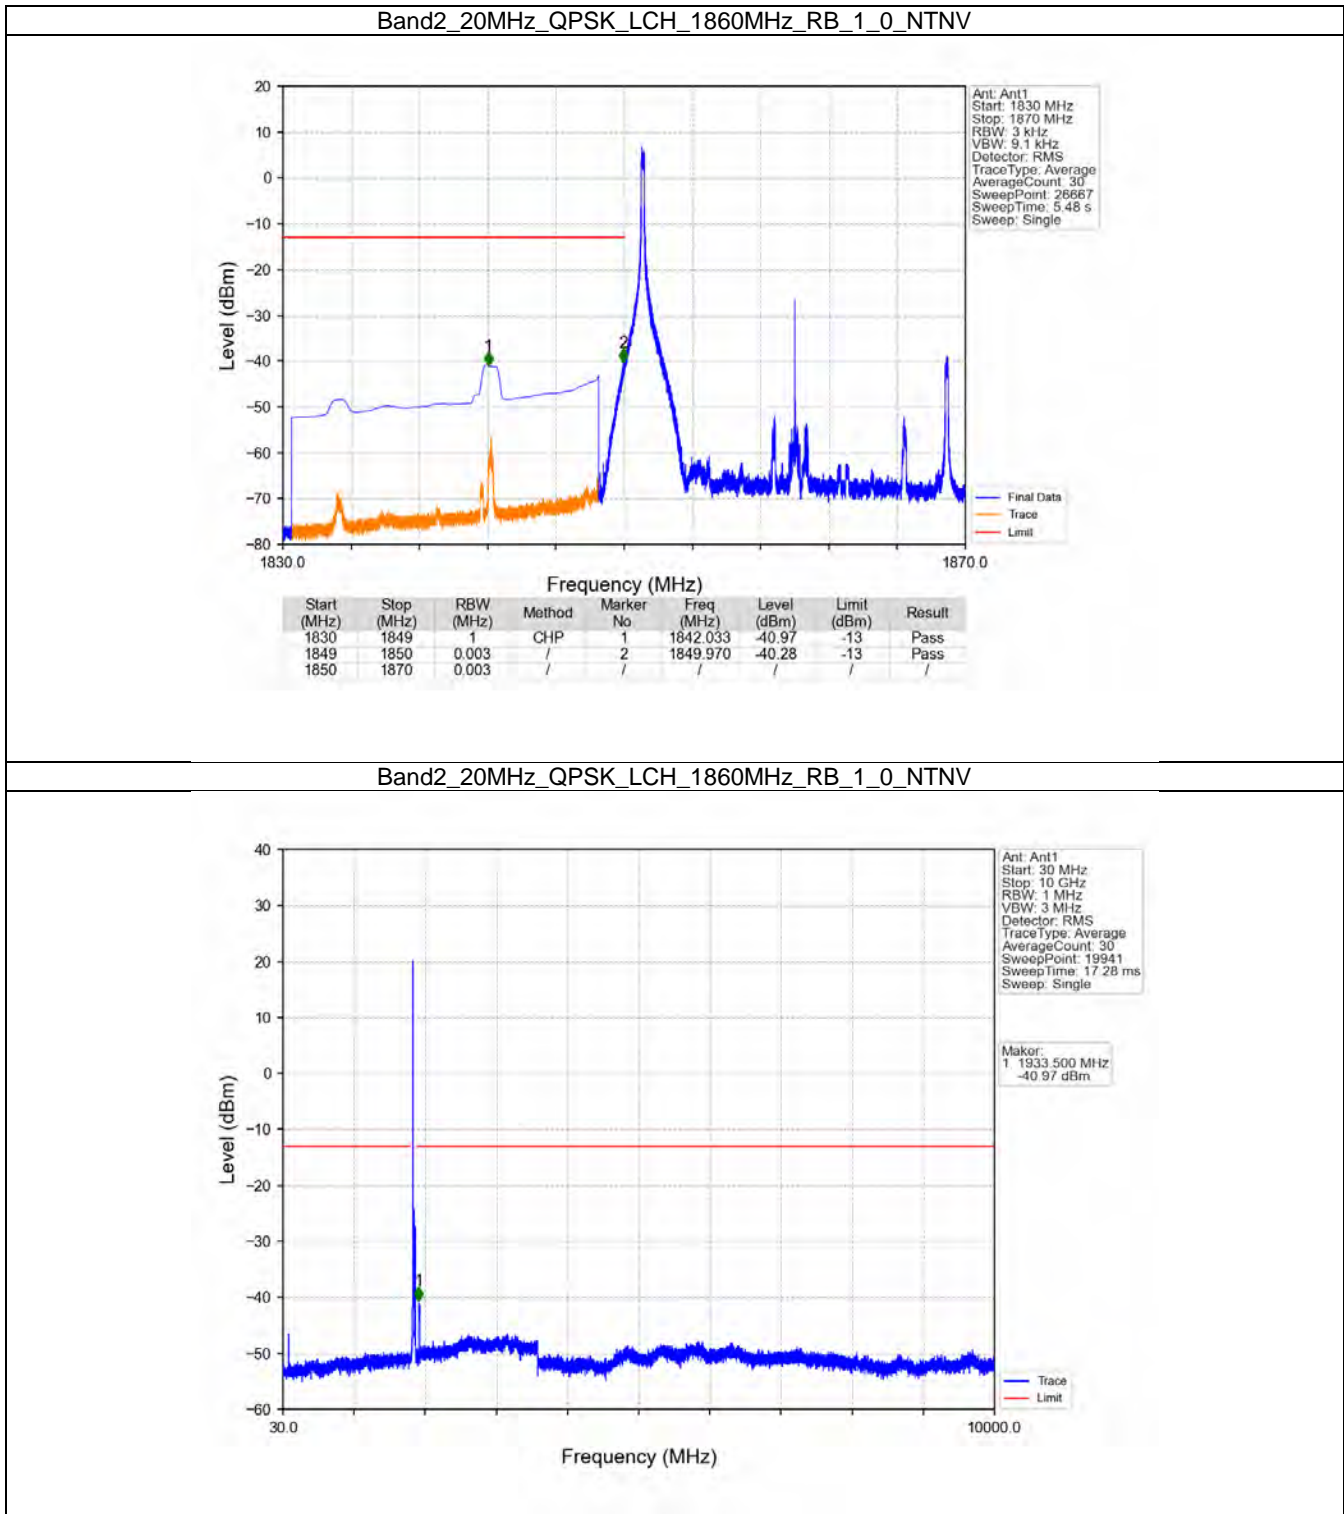 Band2_20MHz_QPSK_LCH_1860MHz_RB_1_0_NTNV
20
10
0
−10
−20
−30
−40
−50
−60
−70
−80
Level (dBm)
1
2
Ant: Ant1
Start: 1830 MHz
Stop: 1870 MHz
RBW: 3 kHz
VBW: 9.1 kHz
Detector: RMS
TraceType: Average
AverageCount: 30
SweepPoint: 26667
SweepTime: 5.48 s
Sweep: Single
Final Data
Trace
Limit
1830.0 1870.0
Frequency (MHz)
Start (MHz) Stop (MHz) RBW (MHz) Method Marker No Freq (MHz) Level (dBm) Limit (dBm) Result
1830 1849 1 CHP 1 1842.033 -40.97 -13 Pass
1849 1850 0.003 / 2 1849.970 -40.28 -13 Pass
1850 1870 0.003 / / / / / /
Band2_20MHz_QPSK_LCH_1860MHz_RB_1_0_NTNV
40
30
20
10
0
−10
−20
−30
−40
−50
−60
Level (dBm)
1
Ant: Ant1
Start: 30 MHz
Stop: 10 GHz
RBW: 1 MHz
VBW: 3 MHz
Detector: RMS
TraceType: Average
AverageCount: 30
SweepPoint: 19941
SweepTime: 17.28 ms
Sweep: Single
Maker:
1 1933.500 MHz
-40.97 dBm
Trace
Limit
30.0 10000.0
Frequency (MHz)